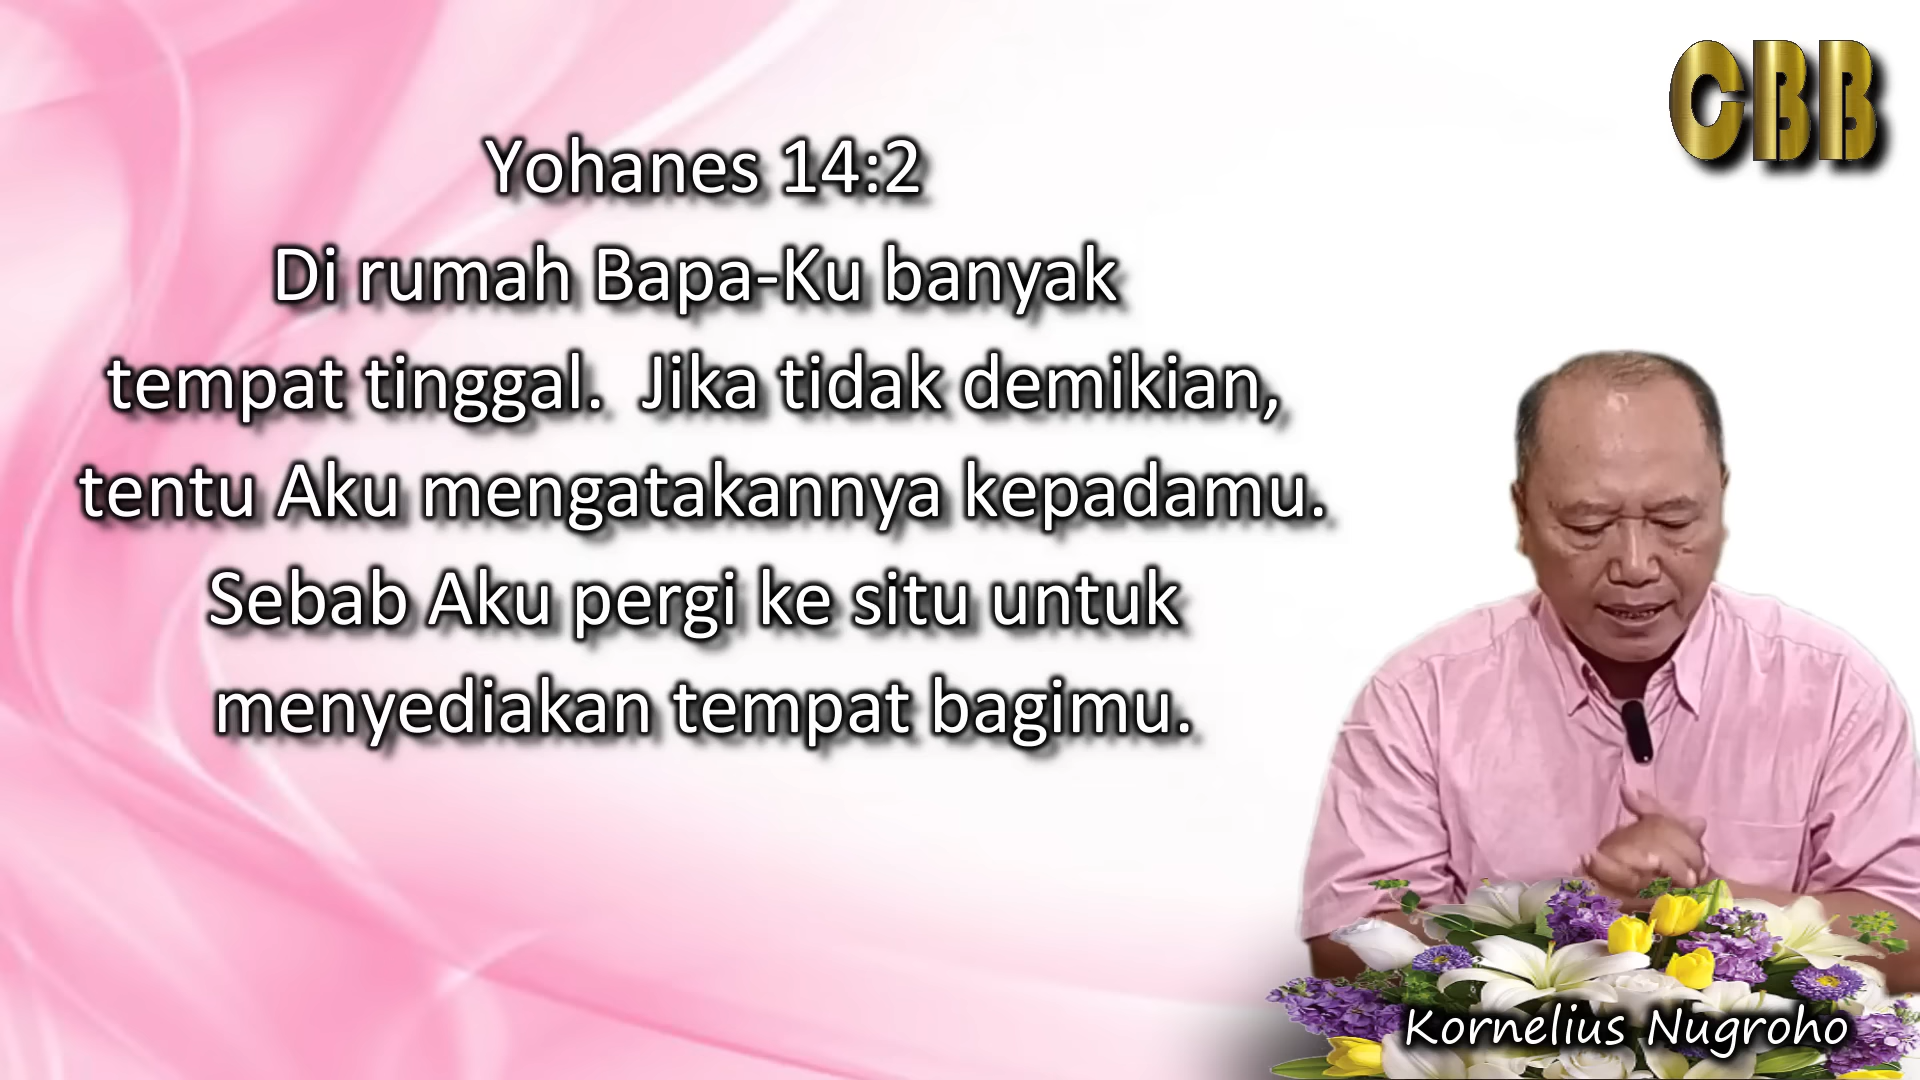 CBB
Yohanes 14:2
Di rumah Bapa-Ku banyak
tempat tinggal. Jika tidak demikian,
tentu Aku mengatakannya kepadamu.
Sebab Aku pergi ke situ untuk
menyediakan tempat bagimu.
Kornelius Nugroho